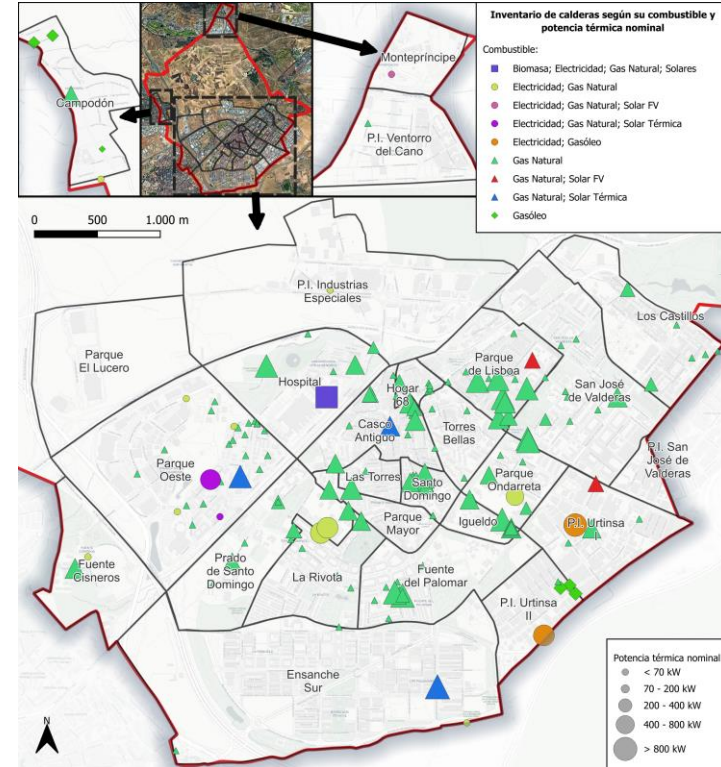 Inventario de calderas según su combustible y
potencia térmica nominal
Combustible:
Biomasa; Electricidad; Gas Natural; Solares
Electricidad; Gas Natural
Electricidad; Gas Natural; Solar FV
Electricidad; Gas Natural; Solar Térmica
Electricidad; Gasóleo
Gas Natural
Gas Natural; Solar FV
Gas Natural; Solar Térmica
Gasóleo
Campodón
Montepríncipe
P.I. Ventorro
del Cano
0 500 1.000 m
P.I. Industrias
Especiales
Parque
El Lucero
Los Castillos
Parque
de Lisboa
Hospital
Hogar
68
San José
de Valderas
Casco
Antiguo
Torres
Bellas
P.I. San
José de
Valderas
Parque
Oeste
Las Torres
Santo
Domingo
Parque
Ondarreta
Parque
Mayor
Igueldo
P.I. Urtinsa
Fuente
Cisneros
Prado
de Santo
Domingo
La Rivota
Fuente
del Palomar
P.I. Urtinsa
II
Ensanche
Sur
N
Potencia térmica nominal
< 70 kW
70 - 200 kW
200 - 400 kW
400 - 800 kW
> 800 kW